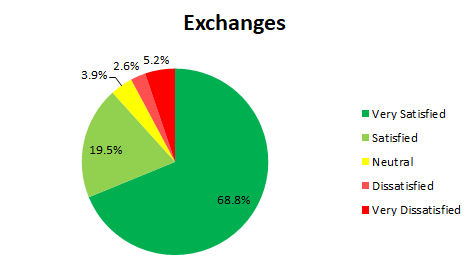 Exchanges
2.6%
5.2%
3.9%
19.5%
68.8%
Very Satisfied
Satisfied
Neutral
Dissatisfied
Very Dissatisfied